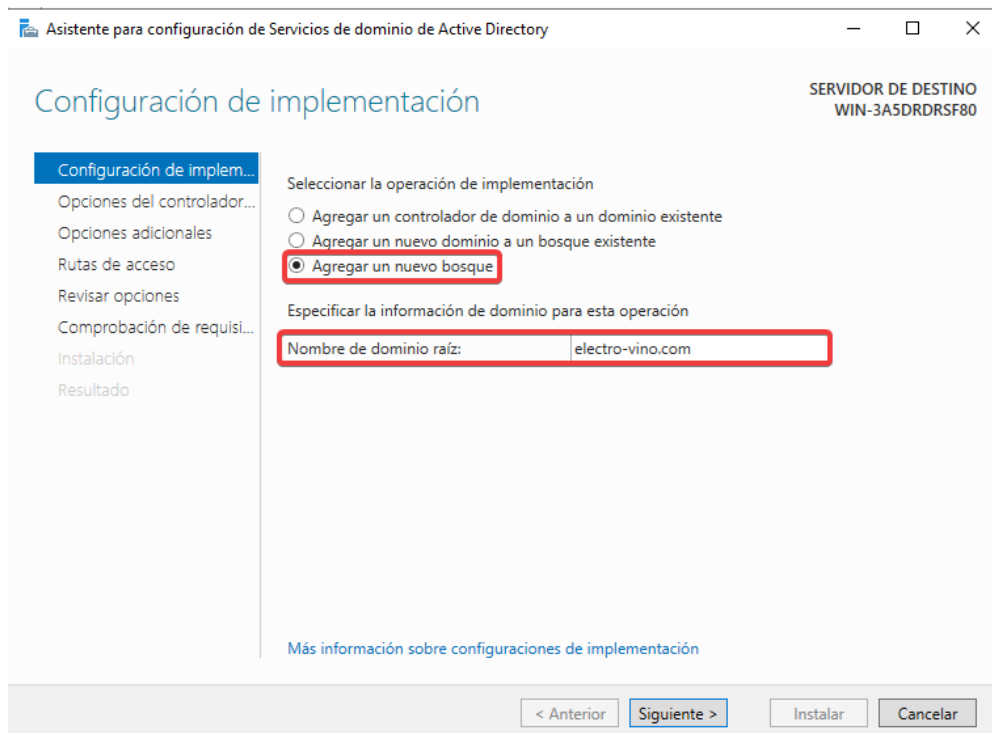 Asistente para configuración de Servicios de dominio de Active Directory
Configuración de implementación
SERVIDOR DE DESTINO
WIN-3A5DRDRSF80
Configuración de implem...
Opciones del controlador...
Opciones adicionales
Rutas de acceso
Revisar opciones
Comprobación de requisi...
Instalación
Resultado
Seleccionar la operación de implementación
Agregar un controlador de dominio a un dominio existente
Agregar un nuevo dominio a un bosque existente
Agregar un nuevo bosque
Especificar la información de dominio para esta operación
Nombre de dominio raíz: electro-vino.com
Más información sobre configuraciones de implementación
< Anterior Siguiente > Instalar Cancelar